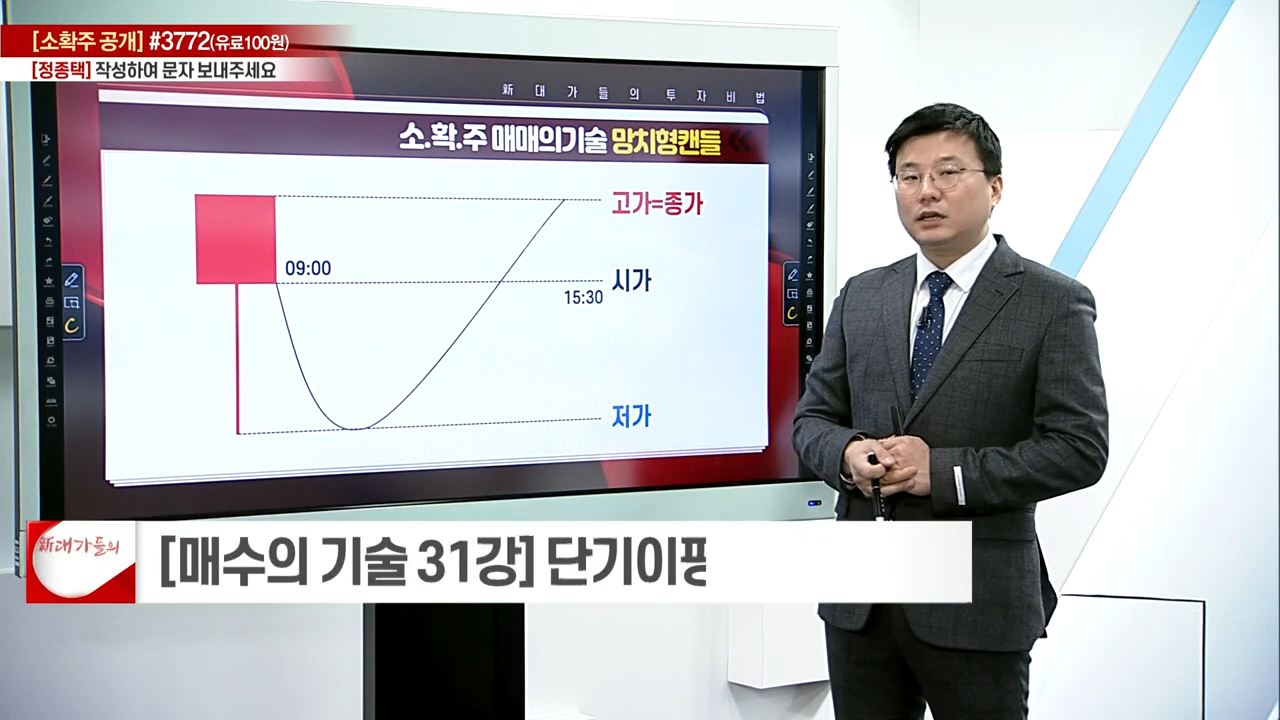 [소확주 공개] #3772(유료100원)
[정종택] 작성하여 문자 보내주세요
新 대 가 들 의 투 자 비 법
소.확.주 매매의기술 망치형캔들
고가=종가
09:00
시가
15:30
저가
新대가들의
[매수의 기술 31강] 단기이평